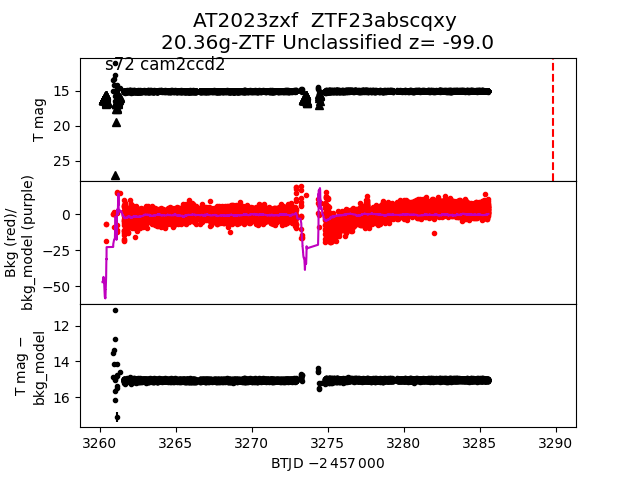 AT2023zxf  ZTF23abscqxy
20.36g-ZTF Unclassified z= -99.0
s72 cam2ccd2
T mag
15
20
25
Bkg (red)/
bkg_model (purple)
0
−25
−50
T mag −
bkg_model
12
14
16
3260
3265
3270
3275
3280
3285
3290
BTJD −2 457 000